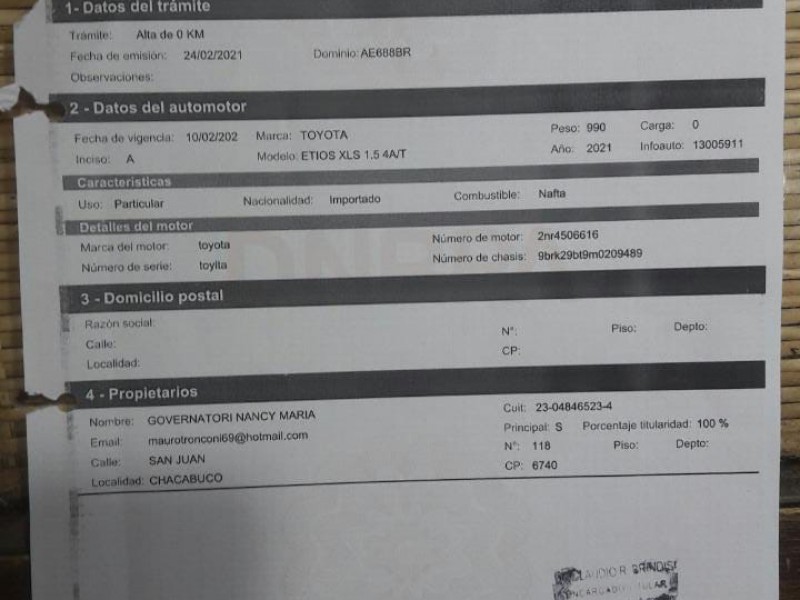 1- Datos del trámite
Trámite: Alta de 0 KM
Fecha de emisión: 24/02/2021 Dominio: AE688BR
Observaciones:
2 - Datos del automotor
Fecha de vigencia: 10/02/202 Marca: TOYOTA Peso: 990 Carga: 0
Inciso: A Modelo: ETIOS XLS 1.5 4A/T Año: 2021 Infoauto: 13005911
Características
Uso: Particular Nacionalidad: Importado Combustible: Nafta
Detalles del motor
Marca del motor: toyota Número de motor: 2nr4506616
Número de serie: toyita Número de chasis: 9brk29bt9m0209489
3 - Domicilio postal
Razón social:
Calle: N°: Piso: Depto:
Localidad: CP:
4 - Propietarios
Nombre: GOVERNATORI NANCY MARIA Cuit: 23-04846523-4
Email: maurotronconi69@hotmail.com Principal: S Porcentaje titularidad: 100 %
Calle: SAN JUAN N°: 118 Piso: Depto:
Localidad: CHACABUCO CP: 6740
CLAUDIO R. BRINDISI